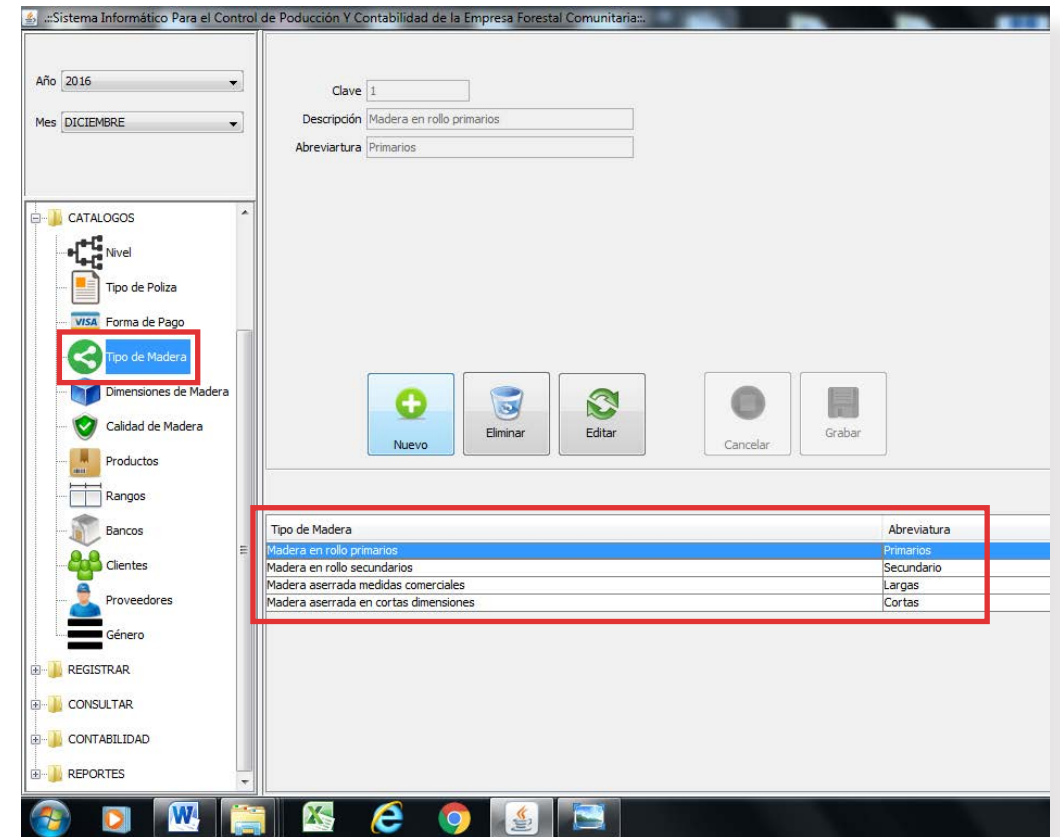 .::Sistema Informático Para el Control de Poducción Y Contabilidad de la Empresa Forestal Comunitaria::.
Año 2016
Mes DICIEMBRE
Clave 1
Descripción Madera en rollo primarios
Abreviartura Primarios
CATALOGOS
Nivel
Tipo de Poliza
VISA Forma de Pago
Tipo de Madera
Dimensiones de Madera
Calidad de Madera
Productos
Rangos
Bancos
Clientes
Proveedores
Género
REGISTRAR
CONSULTAR
CONTABILIDAD
REPORTES
Nuevo Eliminar Editar Cancelar Grabar
Tipo de Madera Abreviatura
Madera en rollo primarios Primarios
Madera en rollo secundarios Secundario
Madera aserrada medidas comerciales Largas
Madera aserrada en cortas dimensiones Cortas